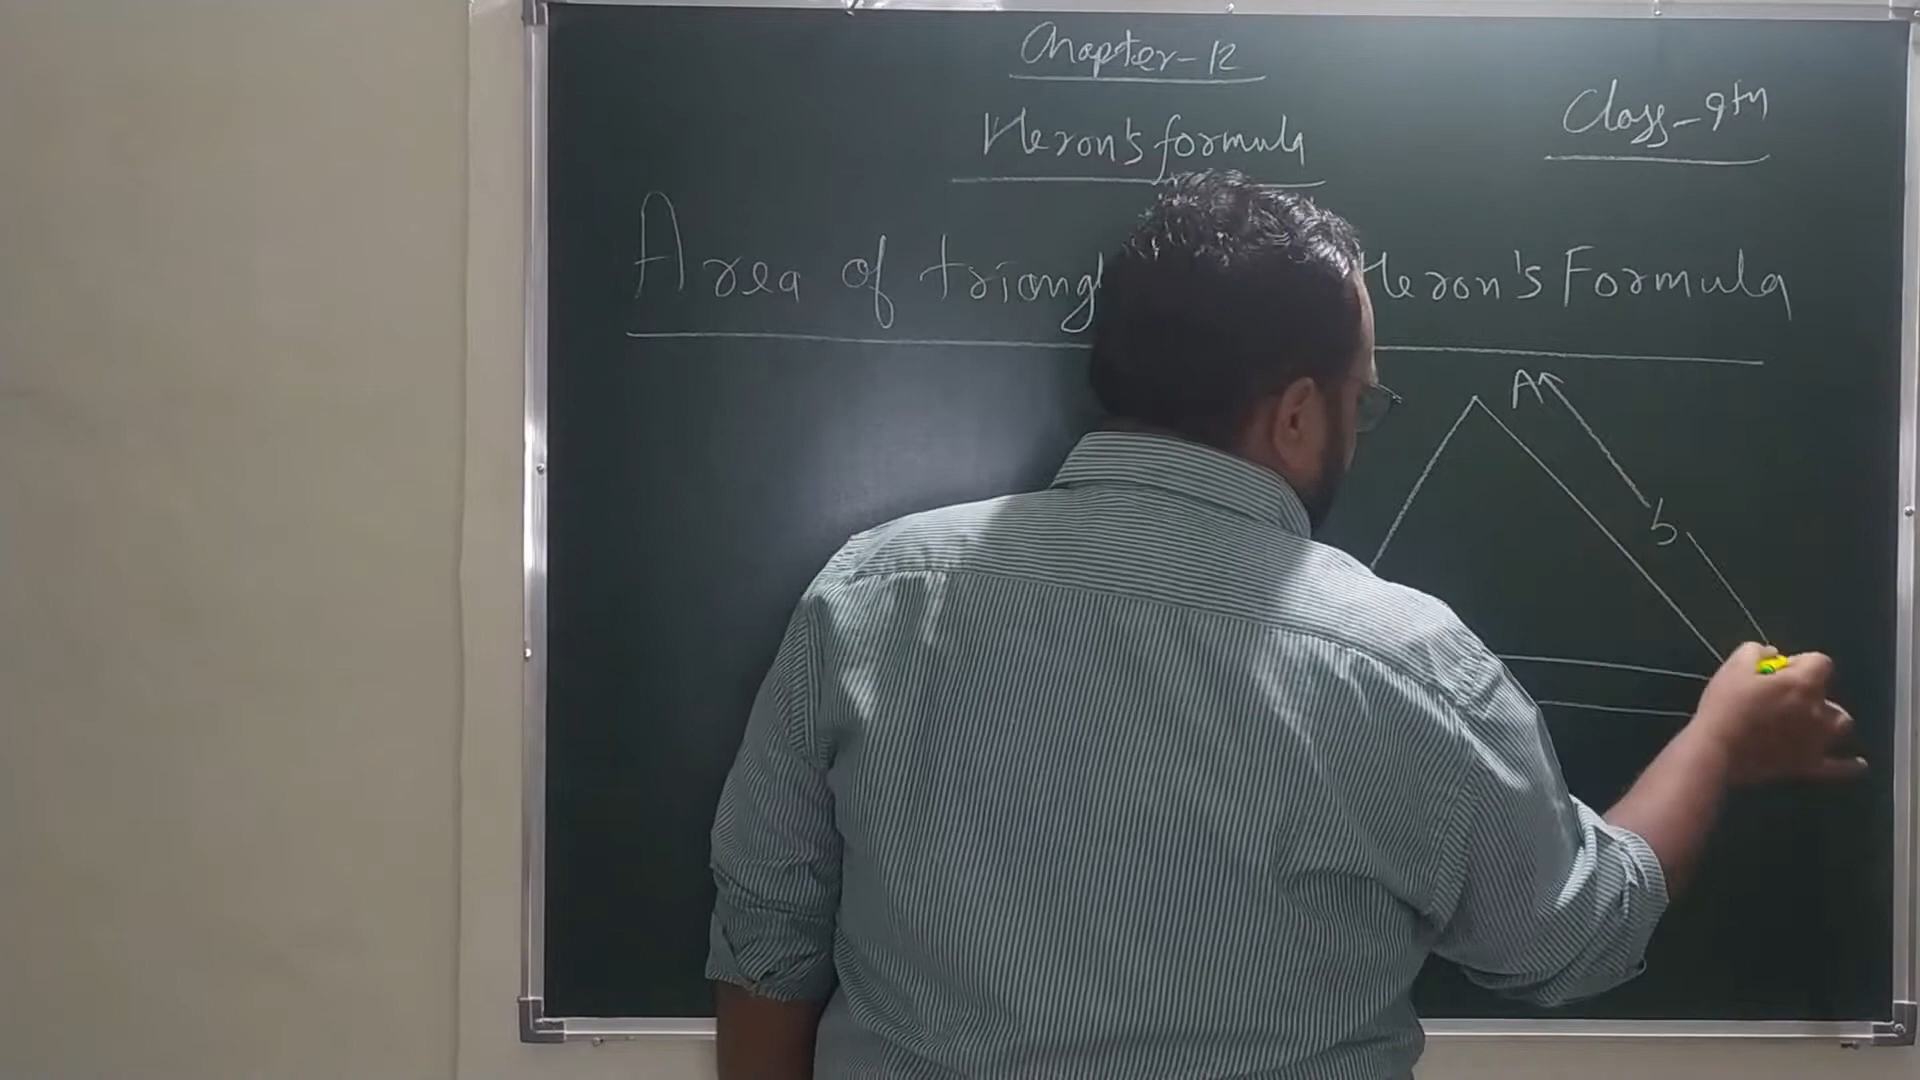 Chapter-12
Class-9th
Heron's formula
Area of triangl Heron's Formula
A
b